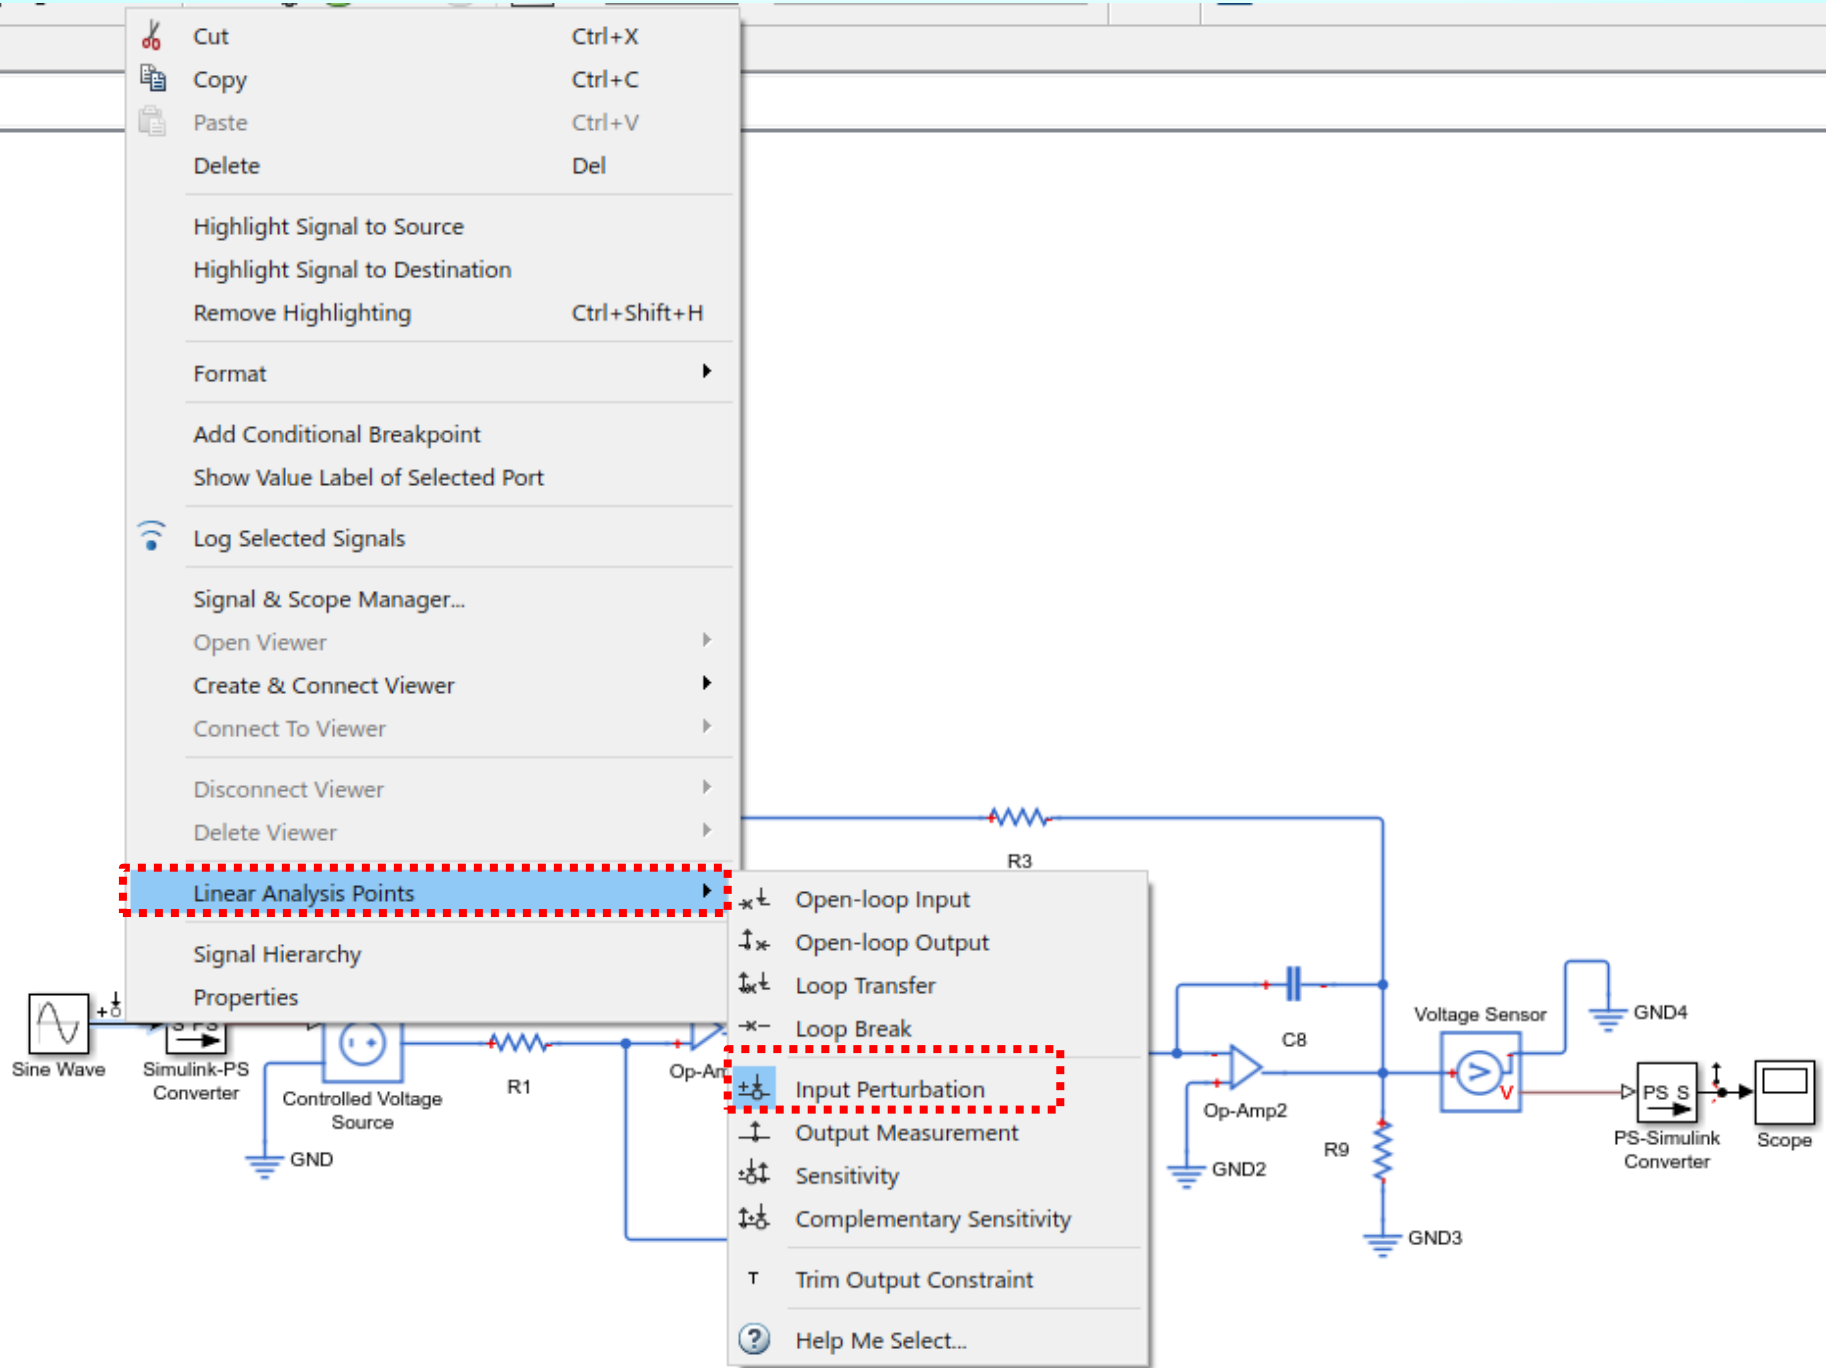 Cut Ctrl+X
Copy Ctrl+C
Paste Ctrl+V
Delete Del
Highlight Signal to Source
Highlight Signal to Destination
Remove Highlighting Ctrl+Shift+H
Format
Add Conditional Breakpoint
Show Value Label of Selected Port
Log Selected Signals
Signal & Scope Manager...
Open Viewer
Create & Connect Viewer
Connect To Viewer
Disconnect Viewer
Delete Viewer
Linear Analysis Points
Signal Hierarchy
Properties
Open-loop Input
Open-loop Output
Loop Transfer
Loop Break
Input Perturbation
Output Measurement
Sensitivity
Complementary Sensitivity
T Trim Output Constraint
Help Me Select...
Sine Wave
S PS
Simulink-PS
Converter
Controlled Voltage
Source
GND
R1
Op-Am
R3
C8
Op-Amp2
GND2
R9
GND3
Voltage Sensor
V
GND4
PS S
PS-Simulink
Converter
Scope